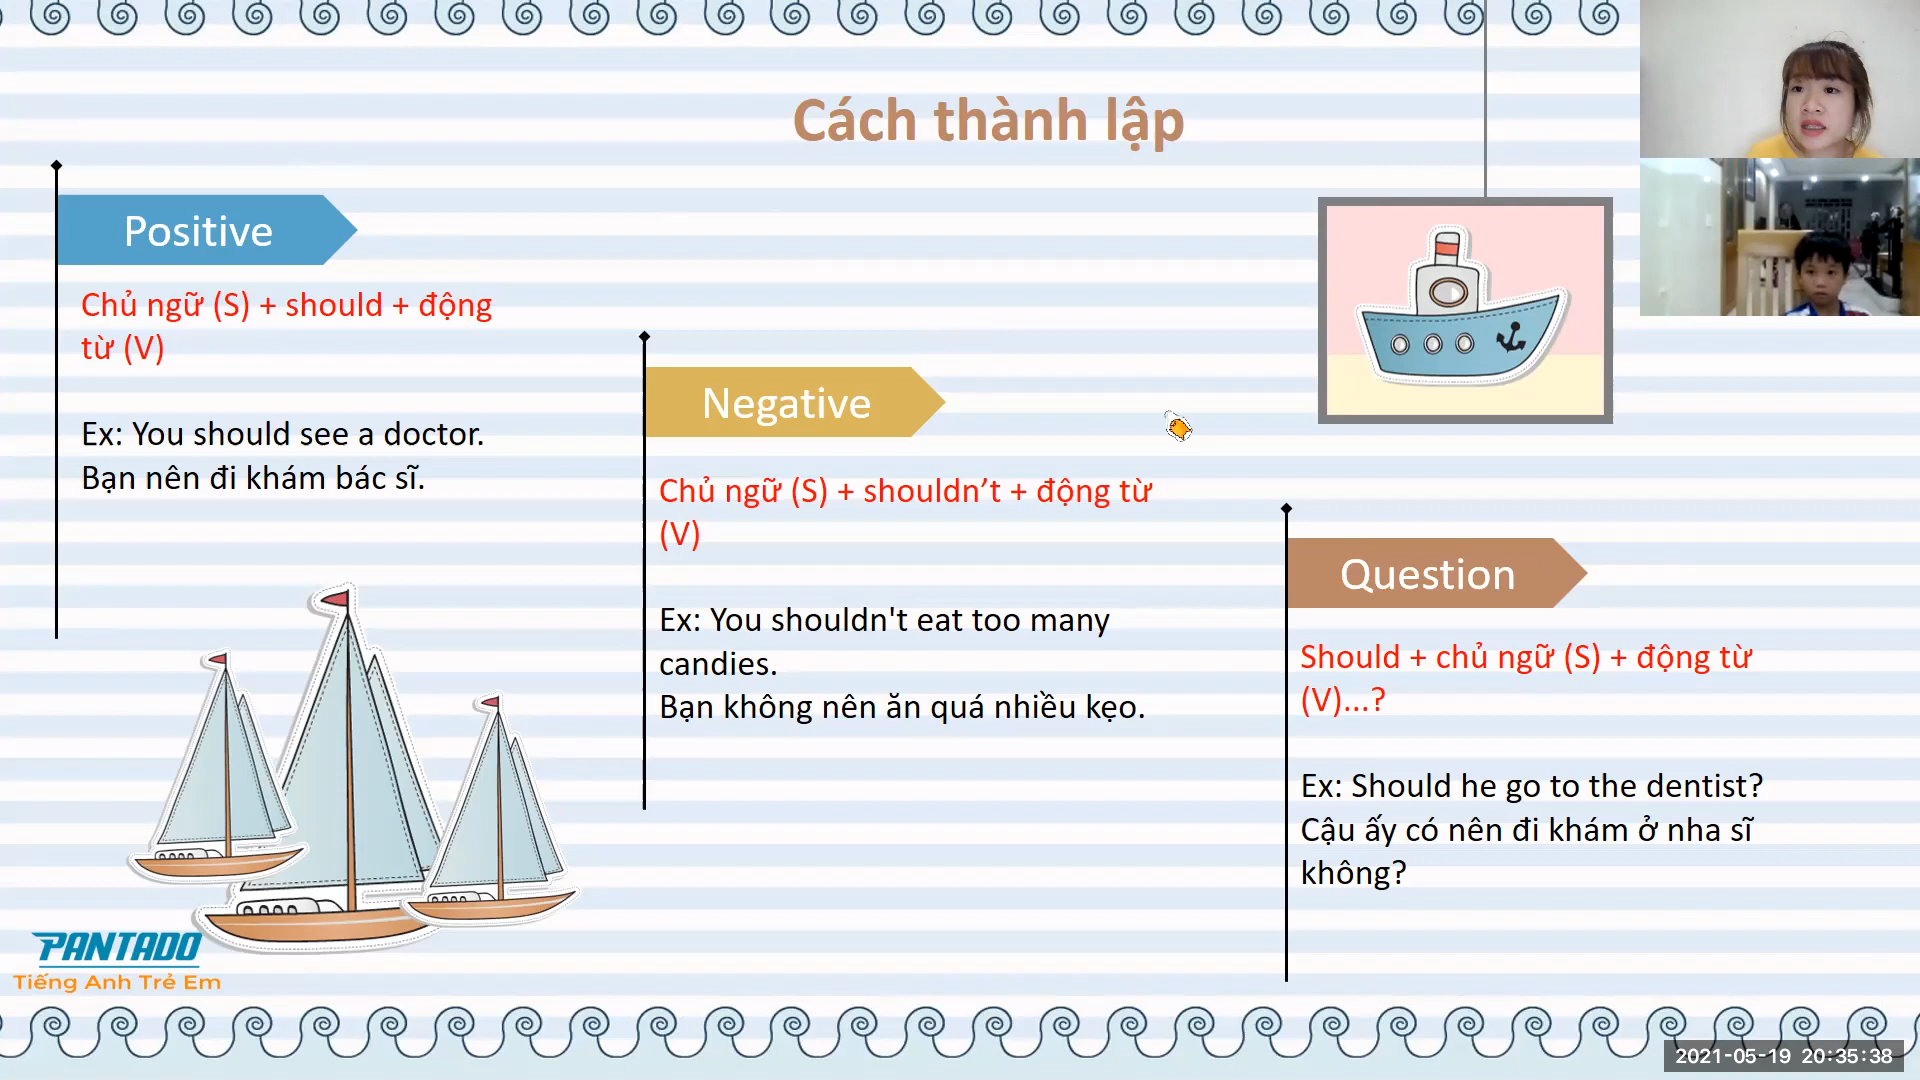 Cách thành lập
Positive
Chủ ngữ (S) + should + động
từ (V)
Ex: You should see a doctor.
Bạn nên đi khám bác sĩ.
Negative
Chủ ngữ (S) + shouldn’t + động từ
(V)
Ex: You shouldn't eat too many
candies.
Bạn không nên ăn quá nhiều kẹo.
Question
Should + chủ ngữ (S) + động từ
(V)...?
Ex: Should he go to the dentist?
Cậu ấy có nên đi khám ở nha sĩ
không?
PANTADO
Tiếng Anh Trẻ Em
2021-05-19 20:35:38